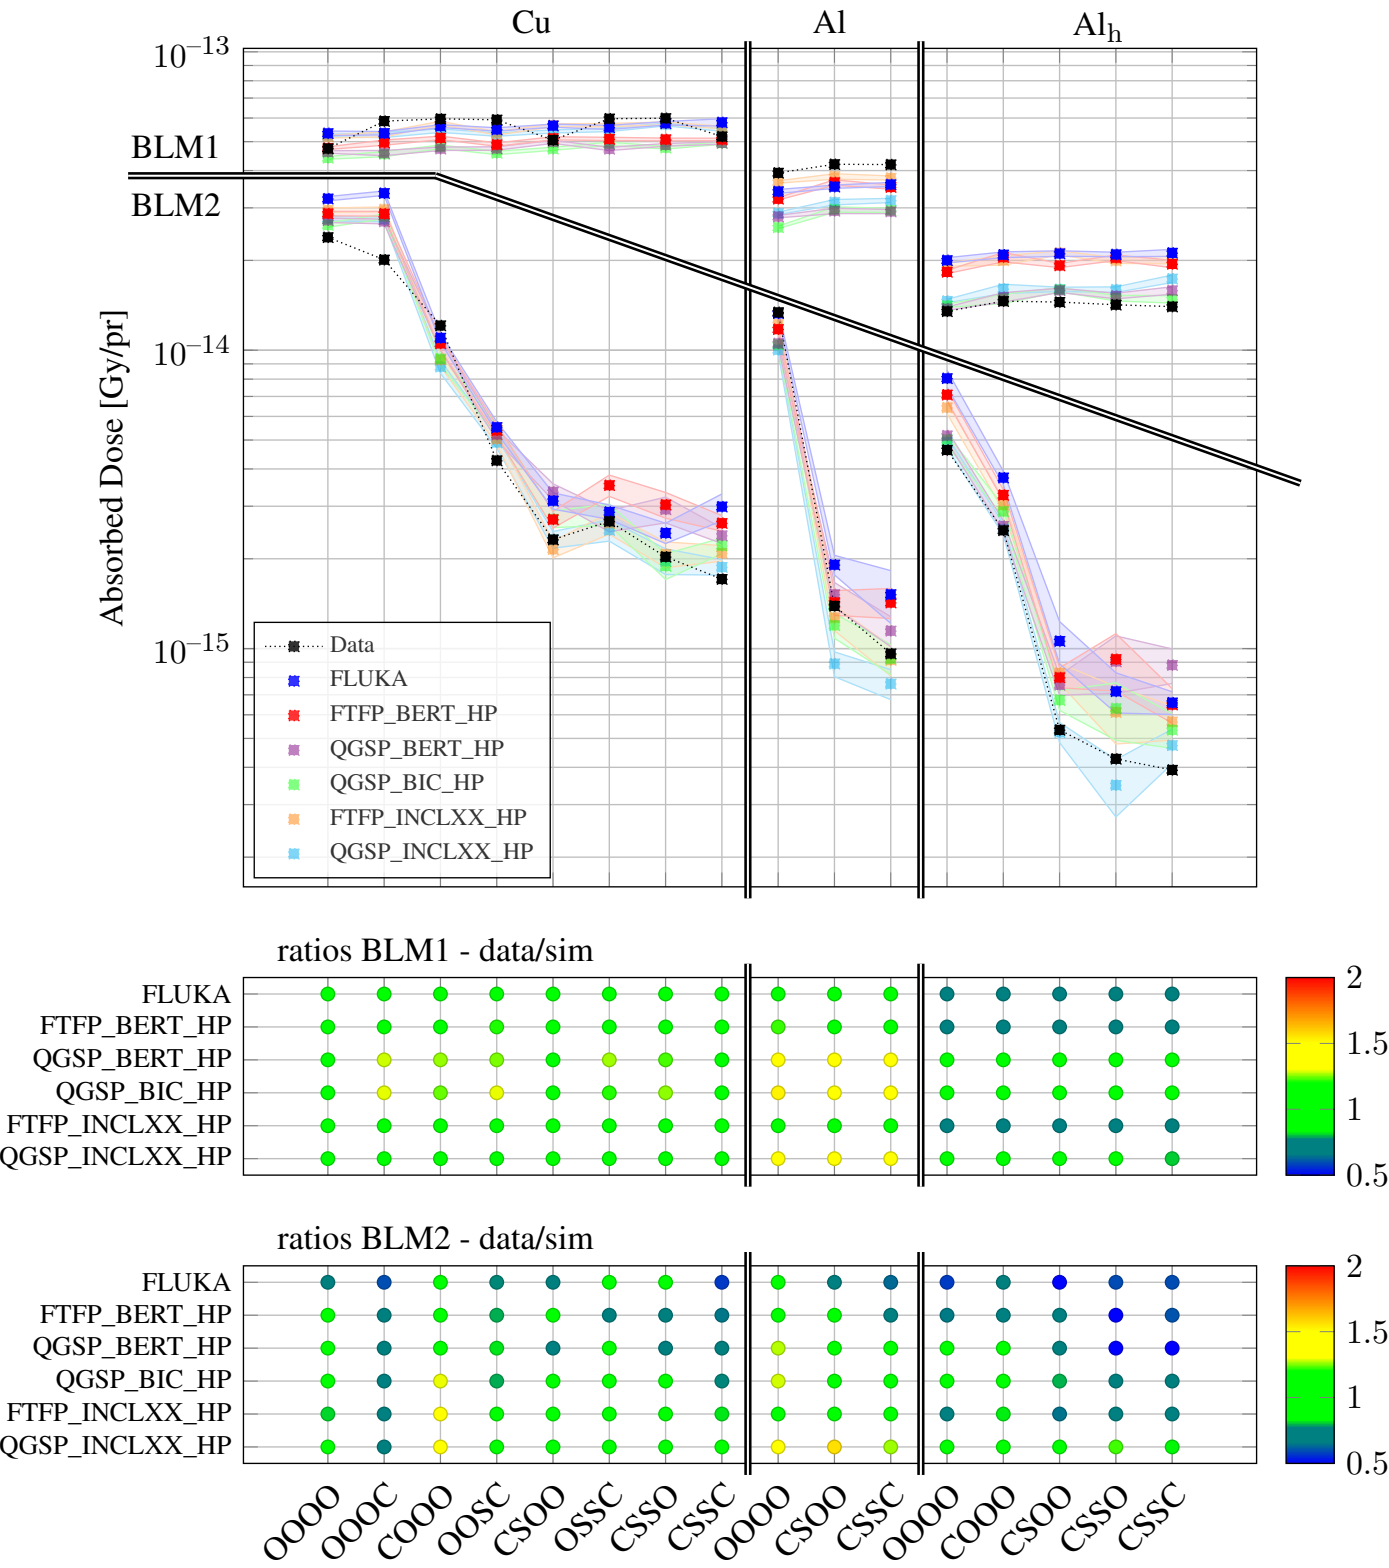 Cu Al Al_h
10^{-13}
BLM1
BLM2
10^{-14}
Absorbed Dose [Gy/pr]
10^{-15}
Data
FLUKA
FTFP_BERT_HP
QGSP_BERT_HP
QGSP_BIC_HP
FTFP_INCLXX_HP
QGSP_INCLXX_HP
ratios BLM1 - data/sim
FLUKA
FTFP_BERT_HP
QGSP_BERT_HP
QGSP_BIC_HP
FTFP_INCLXX_HP
QGSP_INCLXX_HP
2
1.5
1
0.5
ratios BLM2 - data/sim
FLUKA
FTFP_BERT_HP
QGSP_BERT_HP
QGSP_BIC_HP
FTFP_INCLXX_HP
QGSP_INCLXX_HP
2
1.5
1
0.5
OOOO OOOC COOO OOSC CSOO OSSC CSSO CSSC OOOO CSOO CSSC OOOO COOO CSOO CSSO CSSC